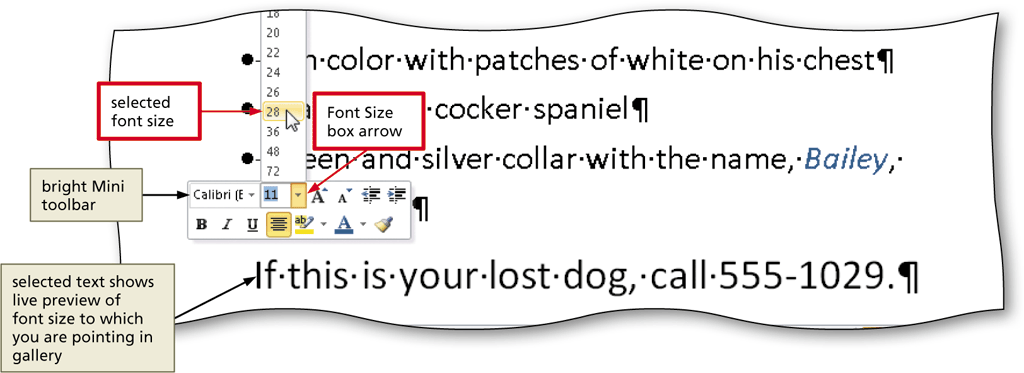 18
20
22
24
26
28
36
48
72
color·with·patches·of·white·on·his·chest¶
cocker·spaniel¶
and·silver·collar·with·the·name,·Bailey,·
¶
selected
font size
Font Size
box arrow
bright Mini
toolbar
Calibri (E
11
A A
B I U ab A
If·this·is·your·lost·dog,·call·555-1029.¶
selected text shows
live preview of
font size to which
you are pointing in
gallery